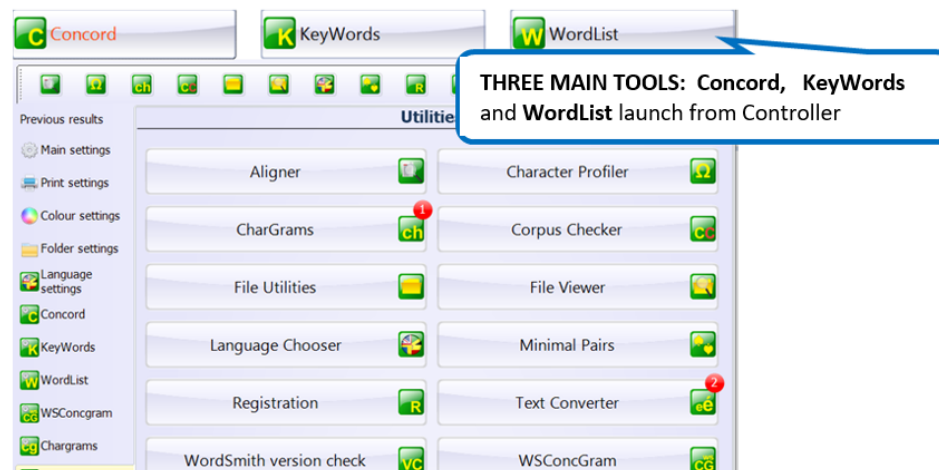 Concord
KeyWords
WordList
THREE MAIN TOOLS: Concord, KeyWords
and WordList launch from Controller
Previous results
Main settings
Print settings
Colour settings
Folder settings
Language
settings
Concord
KeyWords
WordList
WSConcgram
Chargrams
Aligner
Character Profiler
CharGrams
1
Corpus Checker
File Utilities
File Viewer
Language Chooser
Minimal Pairs
Registration
Text Converter
2
WordSmith version check
WSConcGram